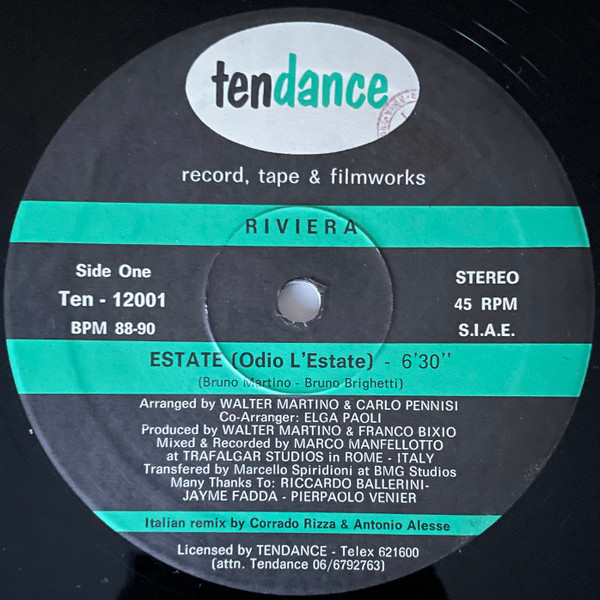 tendance
record, tape & filmworks
RIVIERA
Side One
Ten - 12001
BPM 88-90
STEREO
45 RPM
S.I.A.E.
ESTATE (Odio L'Estate) - 6'30"
(Bruno Martino - Bruno Brighetti)
Arranged by WALTER MARTINO & CARLO PENNISI
Co-Arranger: ELGA PAOLI
Produced by WALTER MARTINO & FRANCO BIXIO
Mixed & Recorded by MARCO MANFELLOTTO
at TRAFALGAR STUDIOS in ROME - ITALY
Transfered by Marcello Spiridioni at BMG Studios
Many Thanks To: RICCARDO BALLERINI-
JAYME FADDA - PIERPAOLO VENIER
Italian remix by Corrado Rizza & Antonio Alesse
Licensed by TENDANCE - Telex 621600
(attn. Tendance 06/6792763)